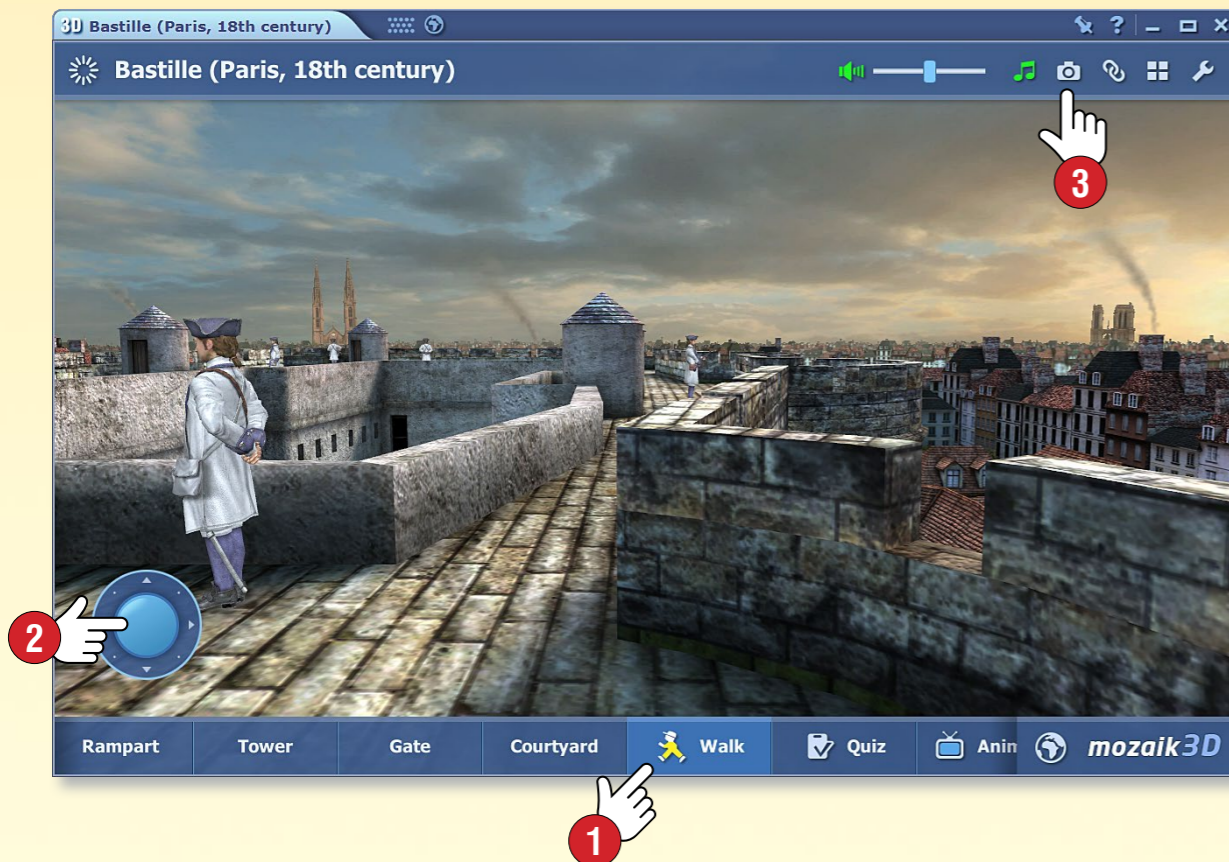 3D Bastille (Paris, 18th century)
Bastille (Paris, 18th century)
3
2
Rampart Tower Gate Courtyard Walk Quiz Anim mozaik3D
1